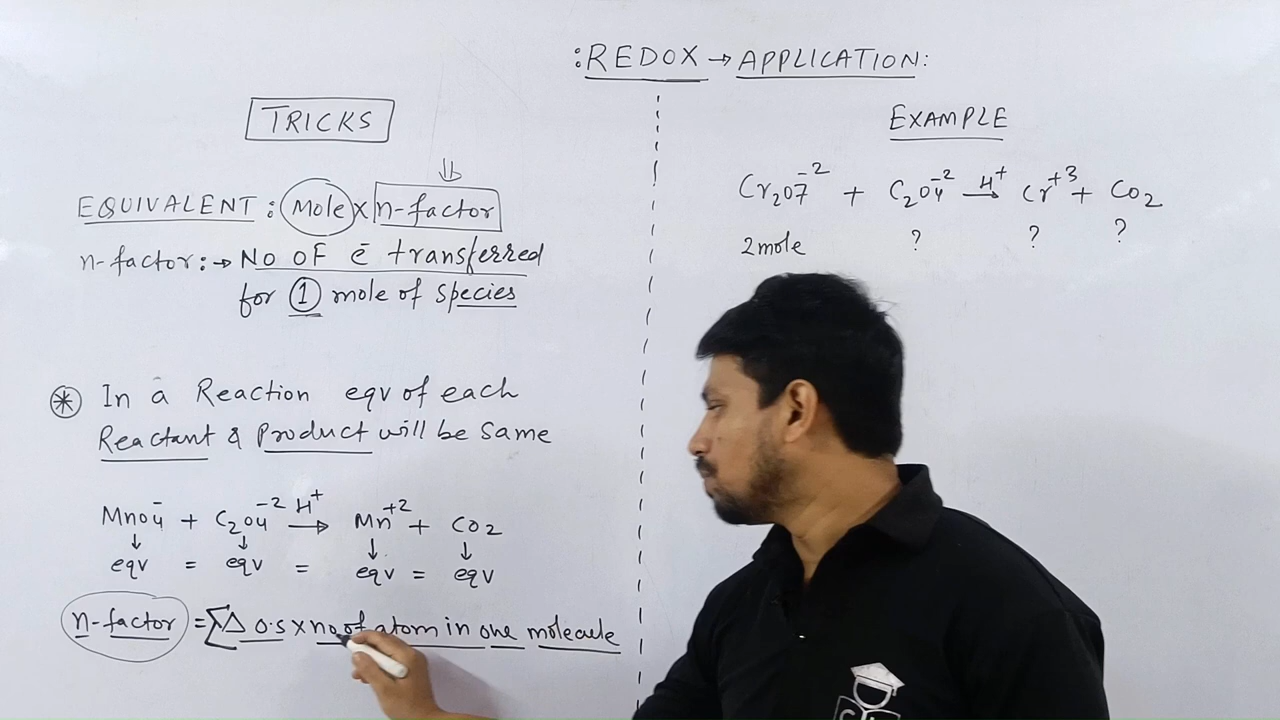 :REDOX → APPLICATION:
TRICKS
EQUIVALENT : Mole × n-factor
n-factor :→ No OF ē transferred
for 1 mole of species
* In a Reaction eqv of each
Reactant & Product will be same
MnO4⁻ + C2O4⁻² H⁺→ Mn⁺² + CO2
↓ ↓ ↓ ↓
eqv = eqv = eqv = eqv
n-factor = Σ Δ O.S × no of atom in one molecule
EXAMPLE
Cr2O7⁻² + C2O4⁻² H⁺→ Cr⁺³ + CO2
2 mole ? ? ?